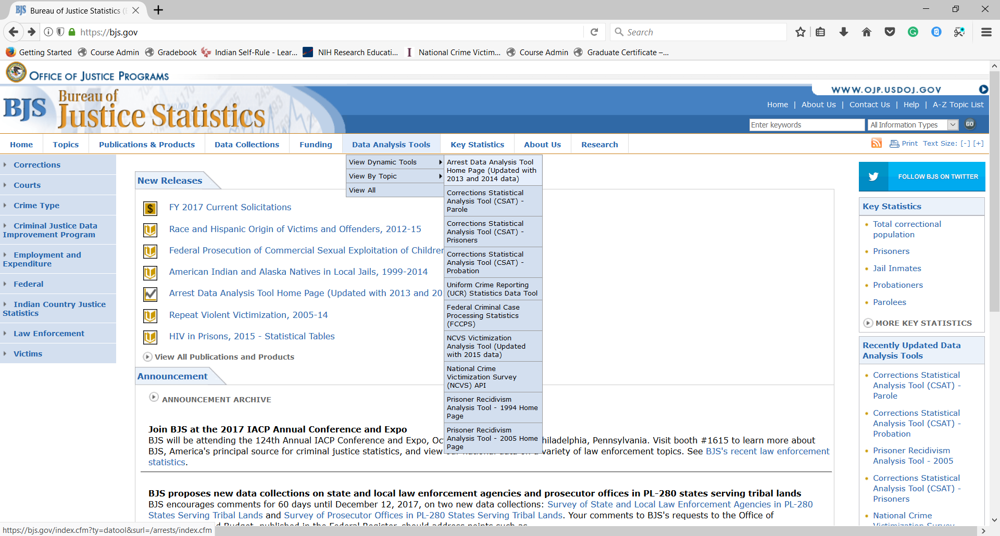 BJS Bureau of Justice Statistics (
https://bjs.gov
Search
Getting Started
Course Admin
Gradebook
Indian Self-Rule - Lear...
NIH Research Educati...
National Crime Victim...
Course Admin
Graduate Certificate –...
OFFICE OF JUSTICE PROGRAMS
BJS
Bureau of
Justice Statistics
WWW.OJP.USDOJ.GOV
Home | About Us | Contact Us | Help | A-Z Topic List
Enter keywords
All Information Types
GO
Home
Topics
Publications & Products
Data Collections
Funding
Data Analysis Tools
Key Statistics
About Us
Research
Print Text Size: [-] [+]
Corrections
Courts
Crime Type
Criminal Justice Data
Improvement Program
Employment and
Expenditure
Federal
Indian Country Justice
Statistics
Law Enforcement
Victims
View Dynamic Tools
View By Topic
View All
Arrest Data Analysis Tool
Home Page (Updated with
2013 and 2014 data)
Corrections Statistical
Analysis Tool (CSAT) -
Parole
Corrections Statistical
Analysis Tool (CSAT) -
Prisoners
Corrections Statistical
Analysis Tool (CSAT) -
Probation
Uniform Crime Reporting
(UCR) Statistics Data Tool
Federal Criminal Case
Processing Statistics
(FCCPS)
NCVS Victimization
Analysis Tool (Updated
with 2015 data)
National Crime
Victimization Survey
(NCVS) API
Prisoner Recidivism
Analysis Tool - 1994 Home
Page
Prisoner Recidivism
Analysis Tool - 2005 Home
Page
New Releases
$ FY 2017 Current Solicitations
Race and Hispanic Origin of Victims and Offenders, 2012-15
Federal Prosecution of Commercial Sexual Exploitation of Children
American Indian and Alaska Natives in Local Jails, 1999-2014
Arrest Data Analysis Tool Home Page (Updated with 2013 and 20
Repeat Violent Victimization, 2005-14
HIV in Prisons, 2015 - Statistical Tables
View All Publications and Products
Announcement
ANNOUNCEMENT ARCHIVE
Join BJS at the 2017 IACP Annual Conference and Expo
BJS will be attending the 124th Annual IACP Conference and Expo, Oc hiladelphia, Pennsylvania. Visit booth #1615 to learn more about
BJS, America's principal source for criminal justice statistics, and view our national data on a variety of law enforcement topics. See BJS's recent law enforcement
statistics.
BJS proposes new data collections on state and local law enforcement agencies and prosecutor offices in PL-280 states serving tribal lands
BJS encourages comments for 60 days until December 12, 2017, on two new data collections: Survey of State and Local Law Enforcement Agencies in PL-280
States Serving Tribal Lands and Survey of Prosecutor Offices in PL-280 States Serving Tribal Lands. Your comments to BJS's requests to the Office of
d Budget, published in the Federal Register, should address points such as
FOLLOW BJS ON TWITTER
Key Statistics
Total correctional
population
Prisoners
Jail Inmates
Probationers
Parolees
MORE KEY STATISTICS
Recently Updated Data
Analysis Tools
Corrections Statistical
Analysis Tool (CSAT) -
Parole
Corrections Statistical
Analysis Tool (CSAT) -
Probation
Prisoner Recidivism
Analysis Tool - 2005
Corrections Statistical
Analysis Tool (CSAT) -
Prisoners
National Crime
Victimization Survey
https://bjs.gov/index.cfm?ty=datool&surl=/arrests/index.cfm